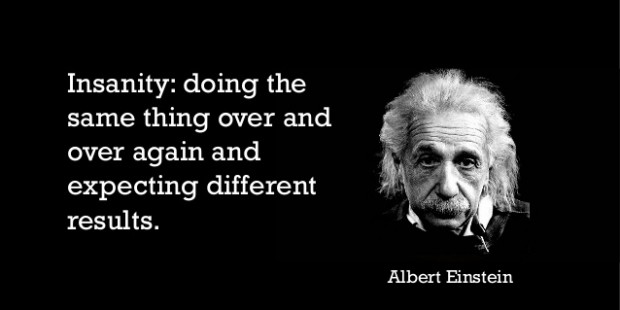 Insanity: doing the
same thing over and
over again and
expecting different
results.
Albert Einstein